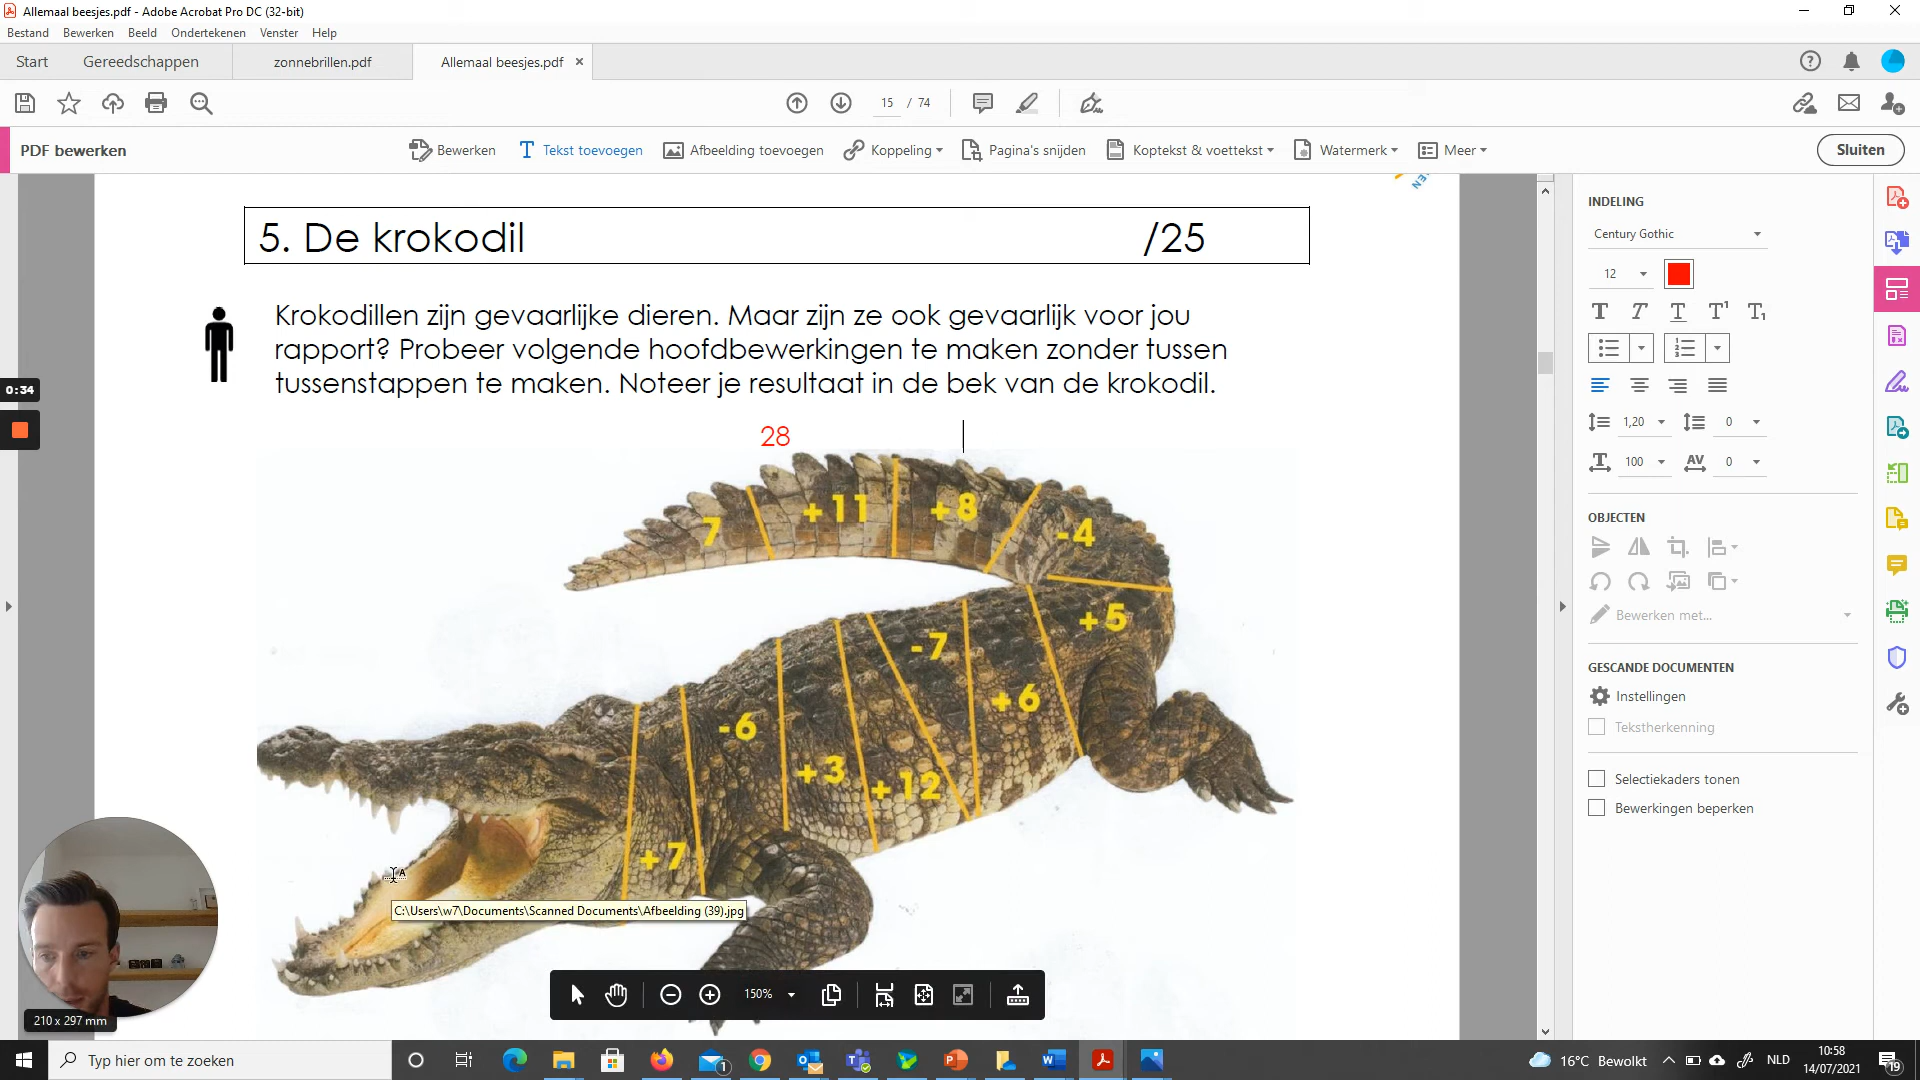 Allemaal beesjes.pdf - Adobe Acrobat Pro DC (32-bit)
Bestand Bewerken Beeld Ondertekenen Venster Help
Start Gereedschappen zonnebrillen.pdf Allemaal beesjes.pdf ×
15 / 74
PDF bewerken Bewerken Tekst toevoegen Afbeelding toevoegen Koppeling Pagina's snijden Koptekst & voettekst Watermerk Meer Sluiten
5. De krokodil /25
Krokodillen zijn gevaarlijke dieren. Maar zijn ze ook gevaarlijk voor jou
rapport? Probeer volgende hoofdbewerkingen te maken zonder tussen
tussenstappen te maken. Noteer je resultaat in de bek van de krokodil.
28
7 +11 +8 -4
+5
-7
+6
-6
+3
+12
+7
C:\Users\w7\Documents\Scanned Documents\Afbeelding (39).jpg
0:34
210 x 297 mm
150%
INDELING
Century Gothic
12
1,20 0
100 0
OBJECTEN
Bewerken met...
GESCANDE DOCUMENTEN
Instellingen
Tekstherkenning
Selectiekaders tonen
Bewerkingen beperken
Typ hier om te zoeken
1
16°C Bewolkt NLD 10:58
14/07/2021
19